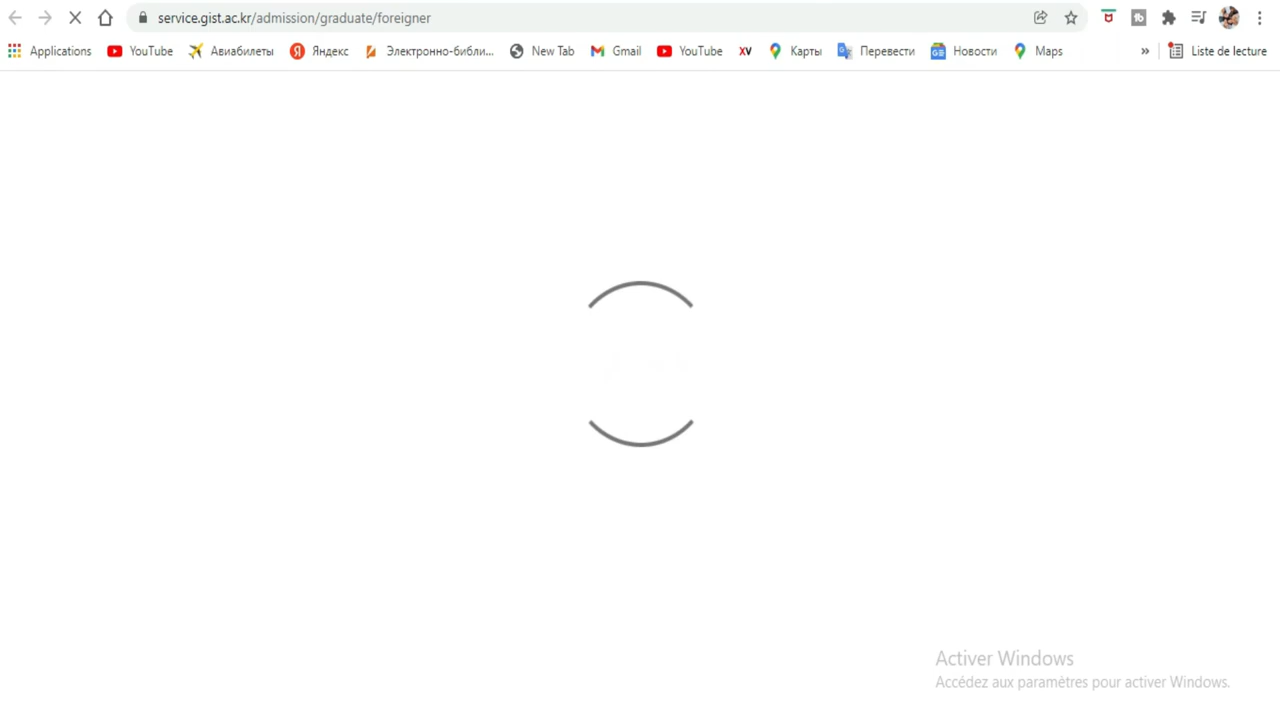 service.gist.ac.kr/admission/graduate/foreigner
Applications YouTube Авиабилеты Яндекс Электронно-библи... New Tab Gmail YouTube XV Карты Перевести Новости Maps » Liste de lecture
Activer Windows
Accédez aux paramètres pour activer Windows.